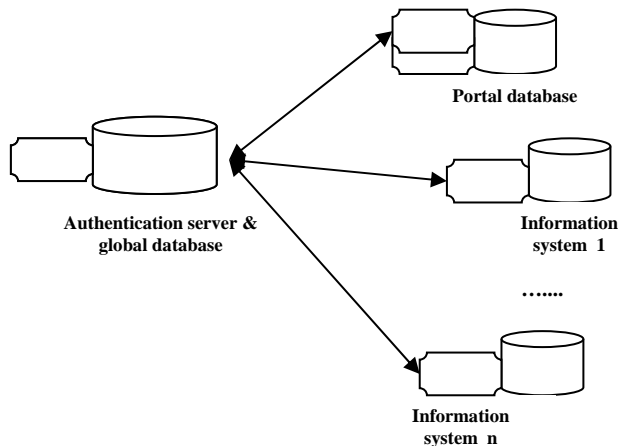 Portal database
Authentication server &
global database
Information
system 1
…....
Information
system n